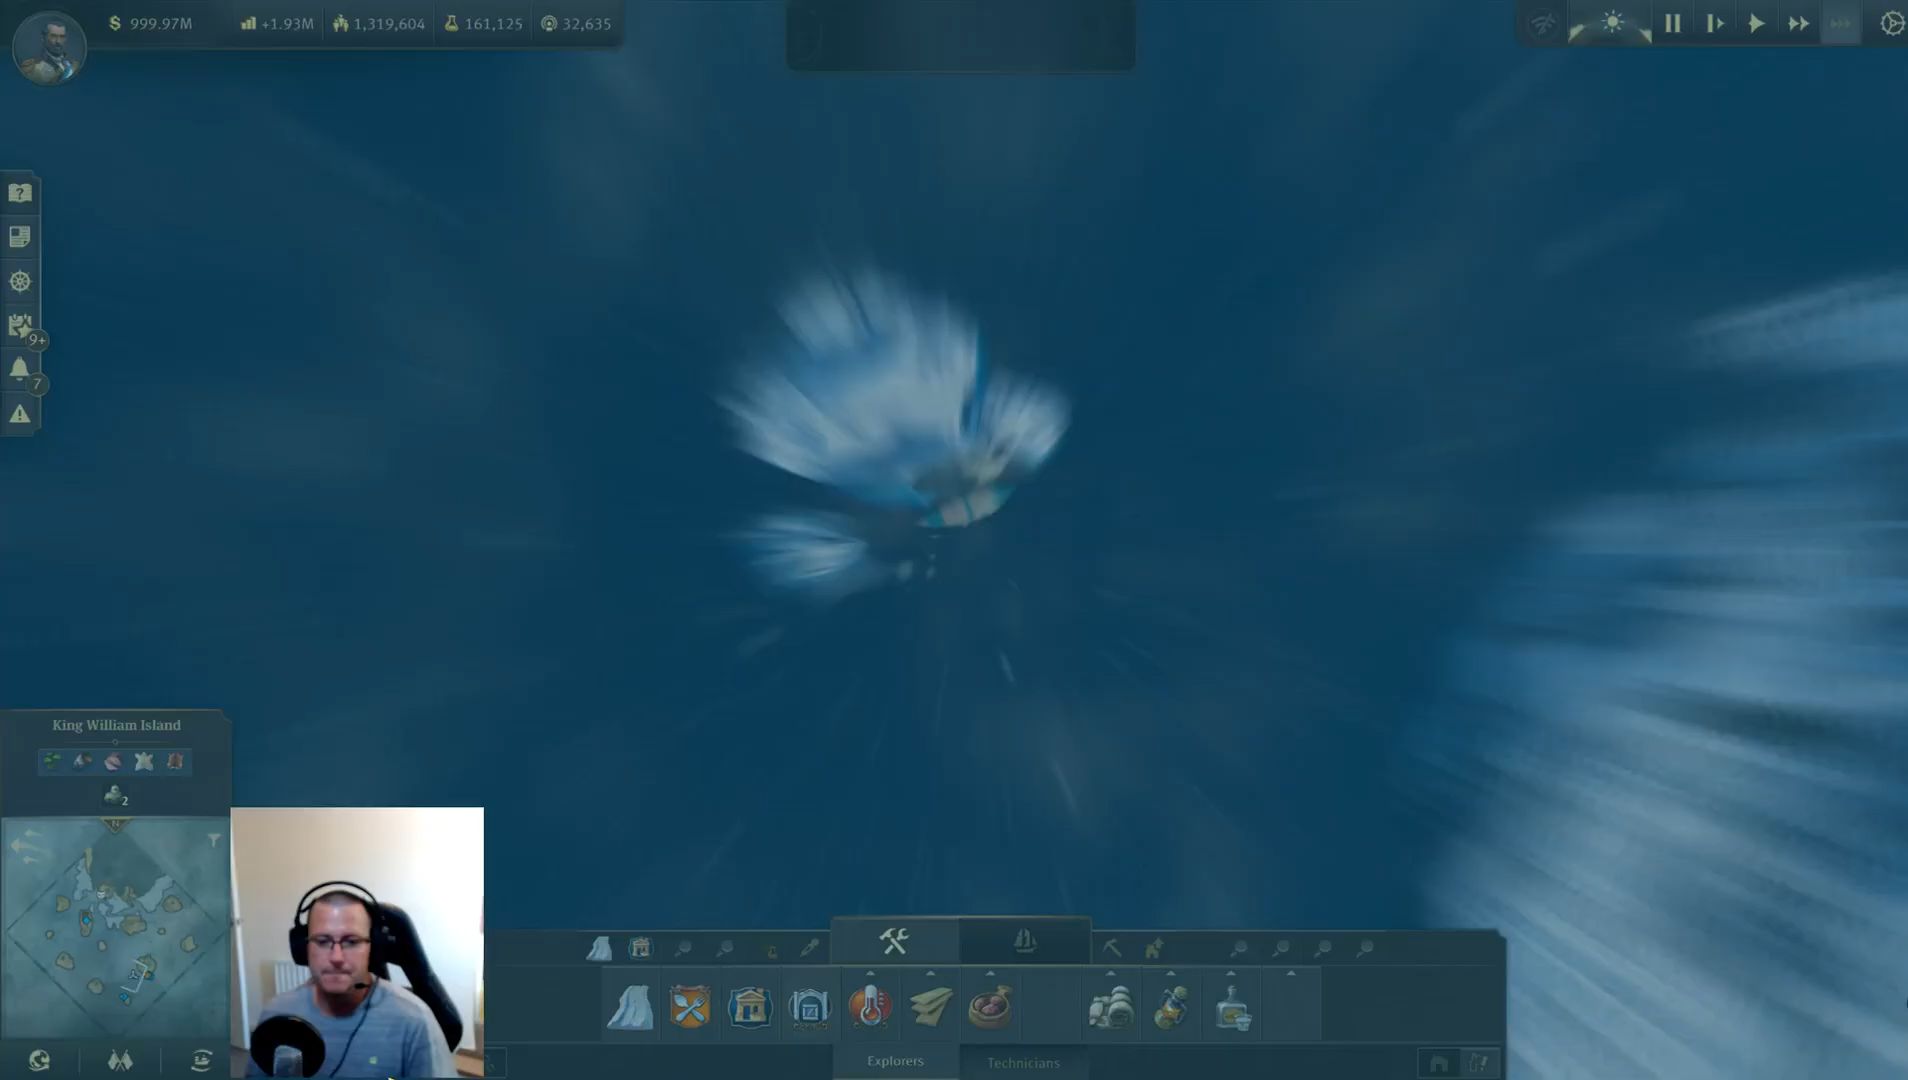 $ 999.97M +1.93M 1,319,604 161,125 32,635
9+
7
King William Island
2
N
Explorers Technicians